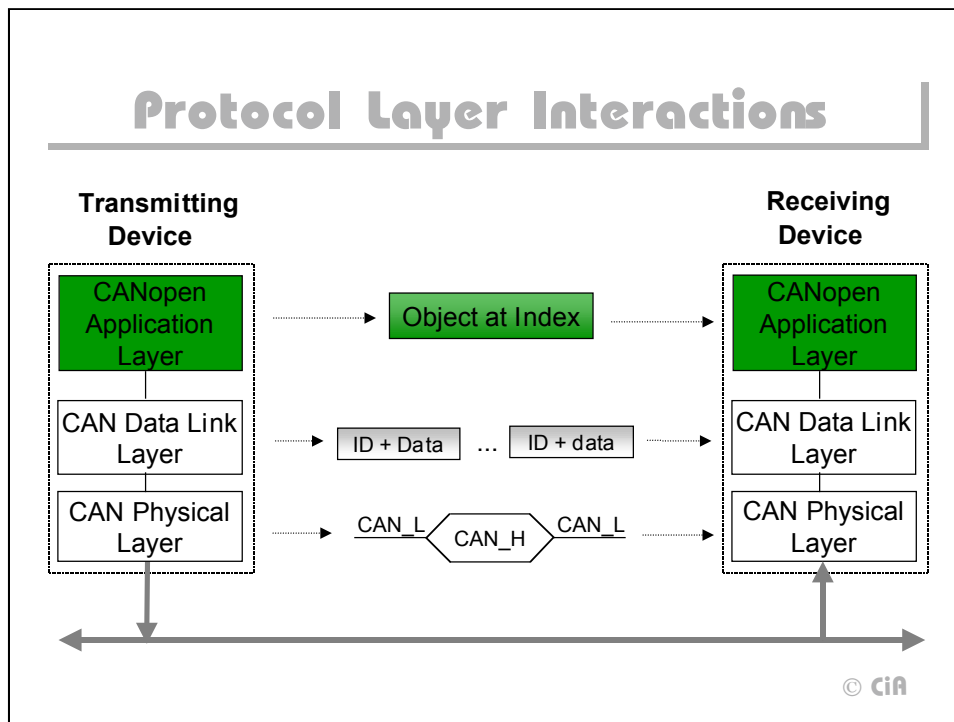 Protocol Layer Interactions
Transmitting
Device
Receiving
Device
CANopen
Application
Layer
Object at Index
CANopen
Application
Layer
CAN Data Link
Layer
ID + Data
...
ID + data
CAN Data Link
Layer
CAN Physical
Layer
CAN_L
CAN_H
CAN_L
CAN Physical
Layer
© CiA